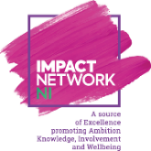 IMPACT
NETWORK
NI
A source
of Excellence
promoting Ambition
Knowledge, Involvement
and Wellbeing